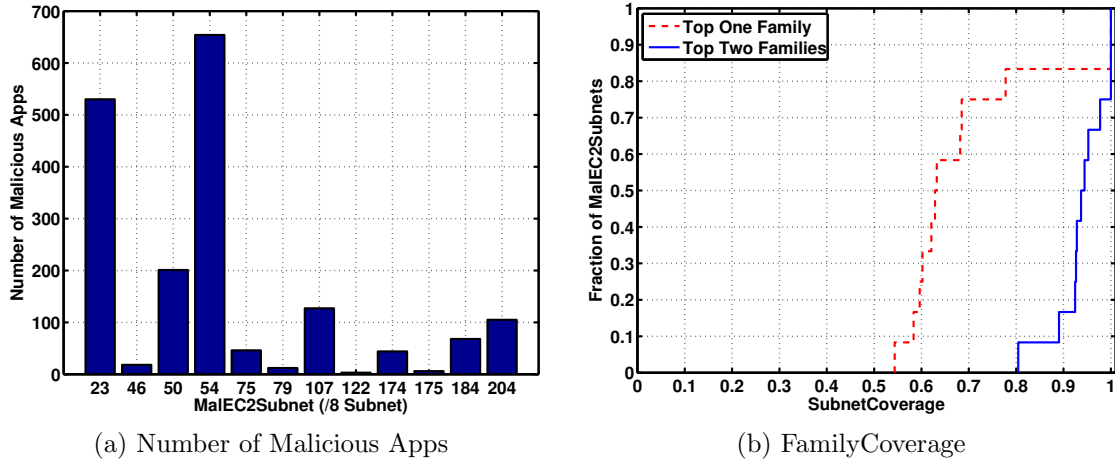 700
600
500
400
300
200
100
0
Number of Malicious Apps
23 46 50 54 75 79 107 122 174 175 184 204
MalEC2Subnet (/8 Subnet)
(a) Number of Malicious Apps
Top One Family
Top Two Families
1
0.9
0.8
0.7
0.6
0.5
0.4
0.3
0.2
0.1
0
Fraction of MalEC2Subnets
0 0.1 0.2 0.3 0.4 0.5 0.6 0.7 0.8 0.9 1
SubnetCoverage
(b) FamilyCoverage